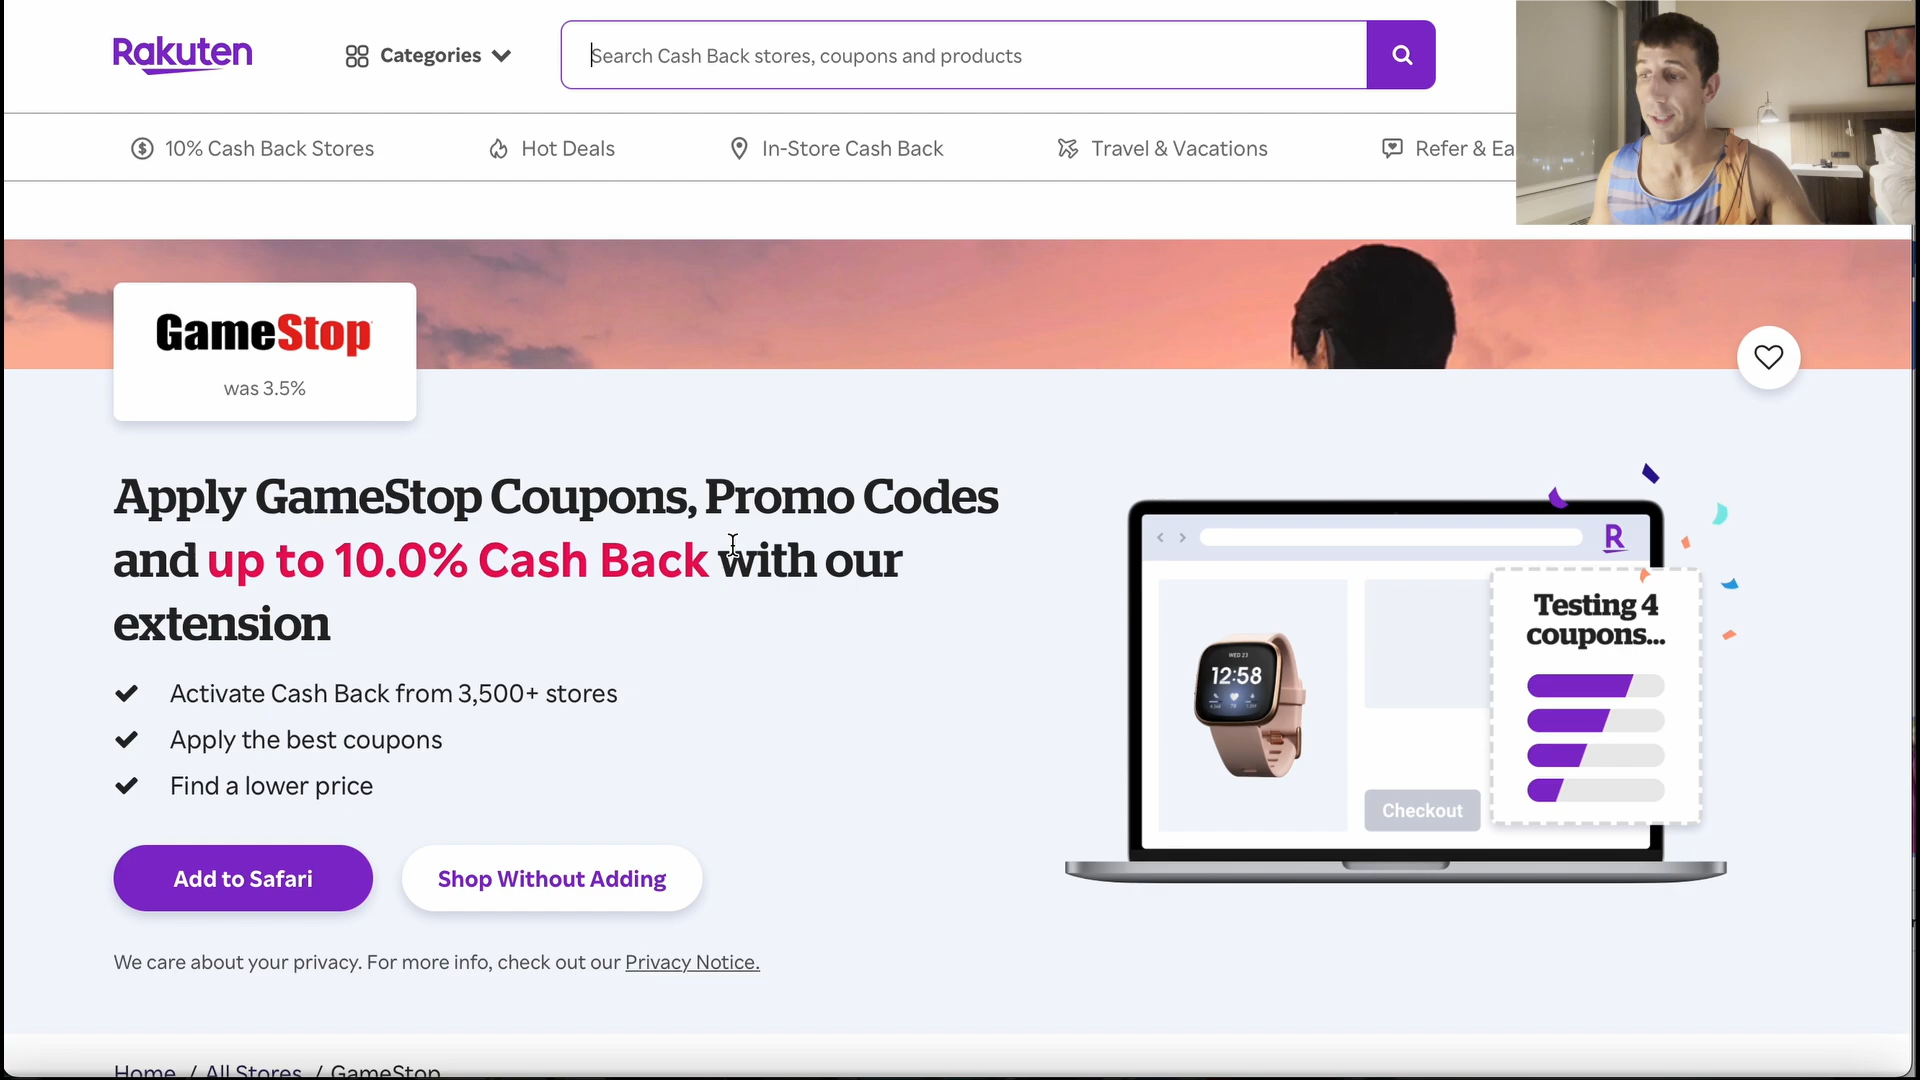 Rakuten
Categories
Search Cash Back stores, coupons and products
10% Cash Back Stores
Hot Deals
In-Store Cash Back
Travel & Vacations
Refer & Ea
GameStop
was 3.5%
Apply GameStop Coupons, Promo Codes
and up to 10.0% Cash Back with our
extension
Activate Cash Back from 3,500+ stores
Apply the best coupons
Find a lower price
Add to Safari
Shop Without Adding
We care about your privacy. For more info, check out our Privacy Notice.
R
Testing 4
coupons...
WED 23
12:58
Checkout
Home / All Stores / GameStop